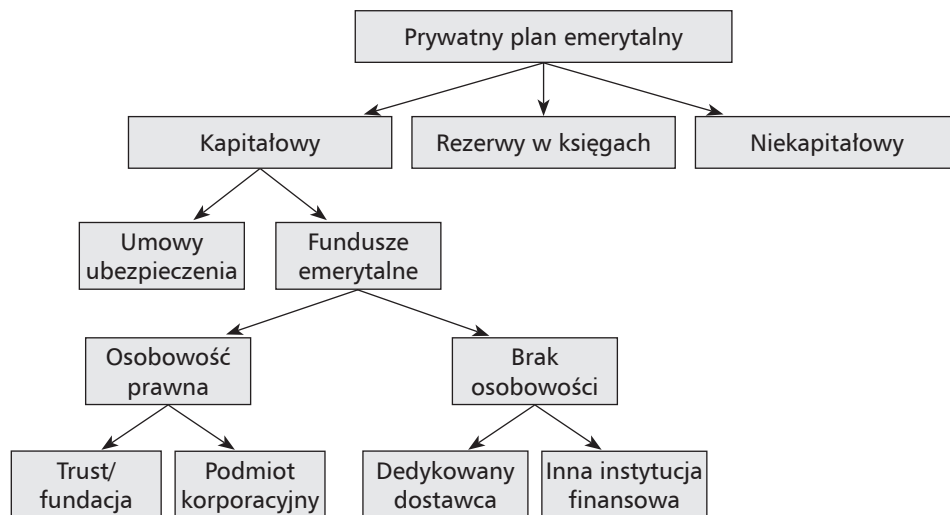 Prywatny plan emerytalny
Kapitałowy
Rezerwy w księgach
Niekapitałowy
Umowy
ubezpieczenia
Fundusze
emerytalne
Osobowość
prawna
Brak
osobowości
Trust/
fundacja
Podmiot
korporacyjny
Dedykowany
dostawca
Inna instytucja
finansowa